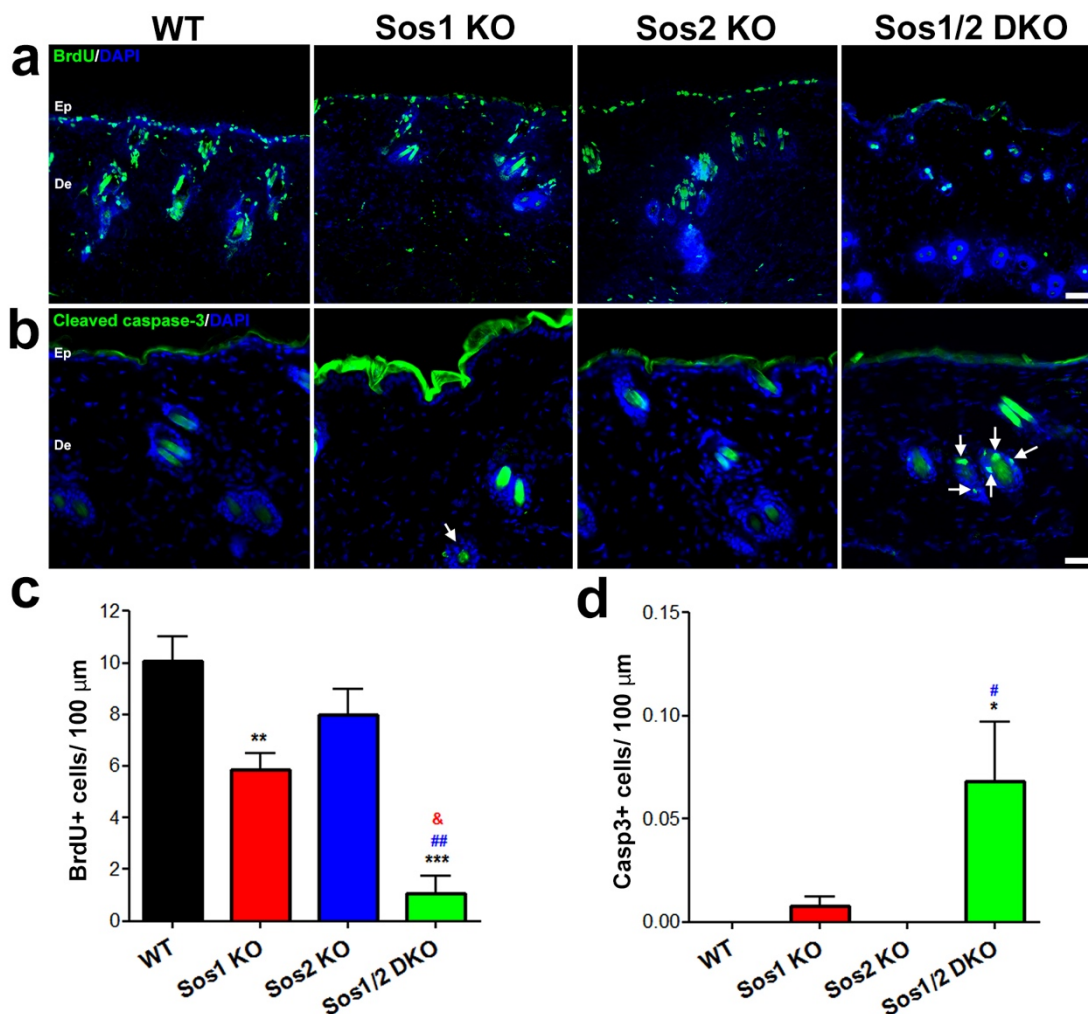 WT Sos1 KO Sos2 KO Sos1/2 DKO
a
BrdU/DAPI
Ep
De
b
Cleaved caspase-3/DAPI
Ep
De
c
BrdU+ cells/ 100 µm
12
10
8
6
4
2
0
**
&
##
***
WT Sos1 KO Sos2 KO Sos1/2 DKO
d
Casp3+ cells/ 100 µm
0.15
0.10
0.05
0.00
#
*
WT Sos1 KO Sos2 KO Sos1/2 DKO